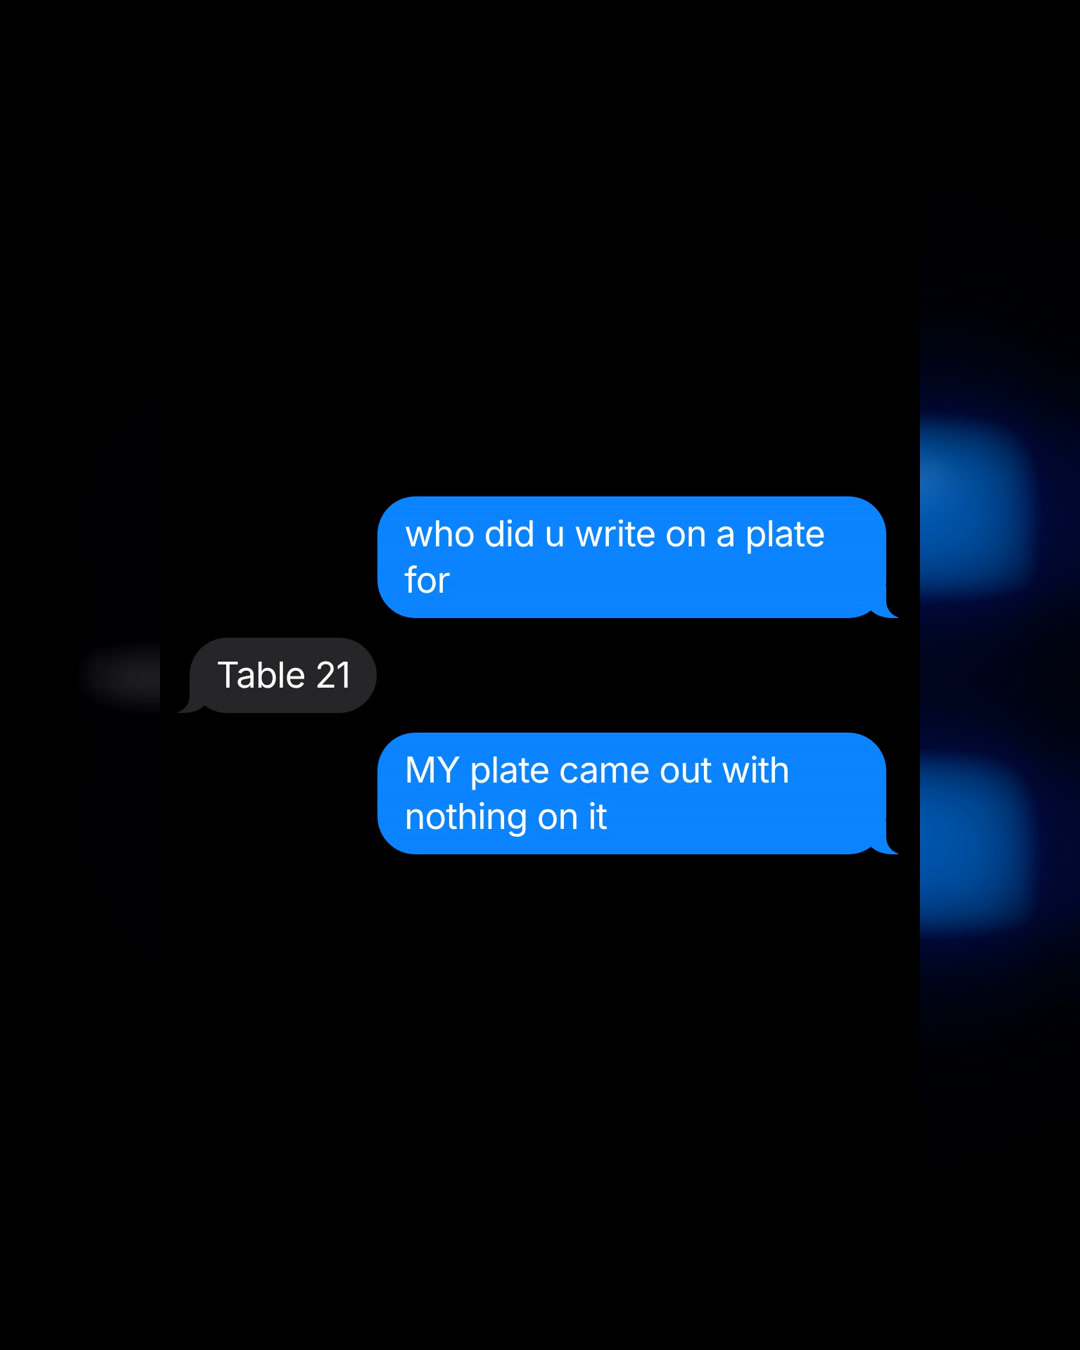 who did u write on a plate
for
Table 21
MY plate came out with
nothing on it